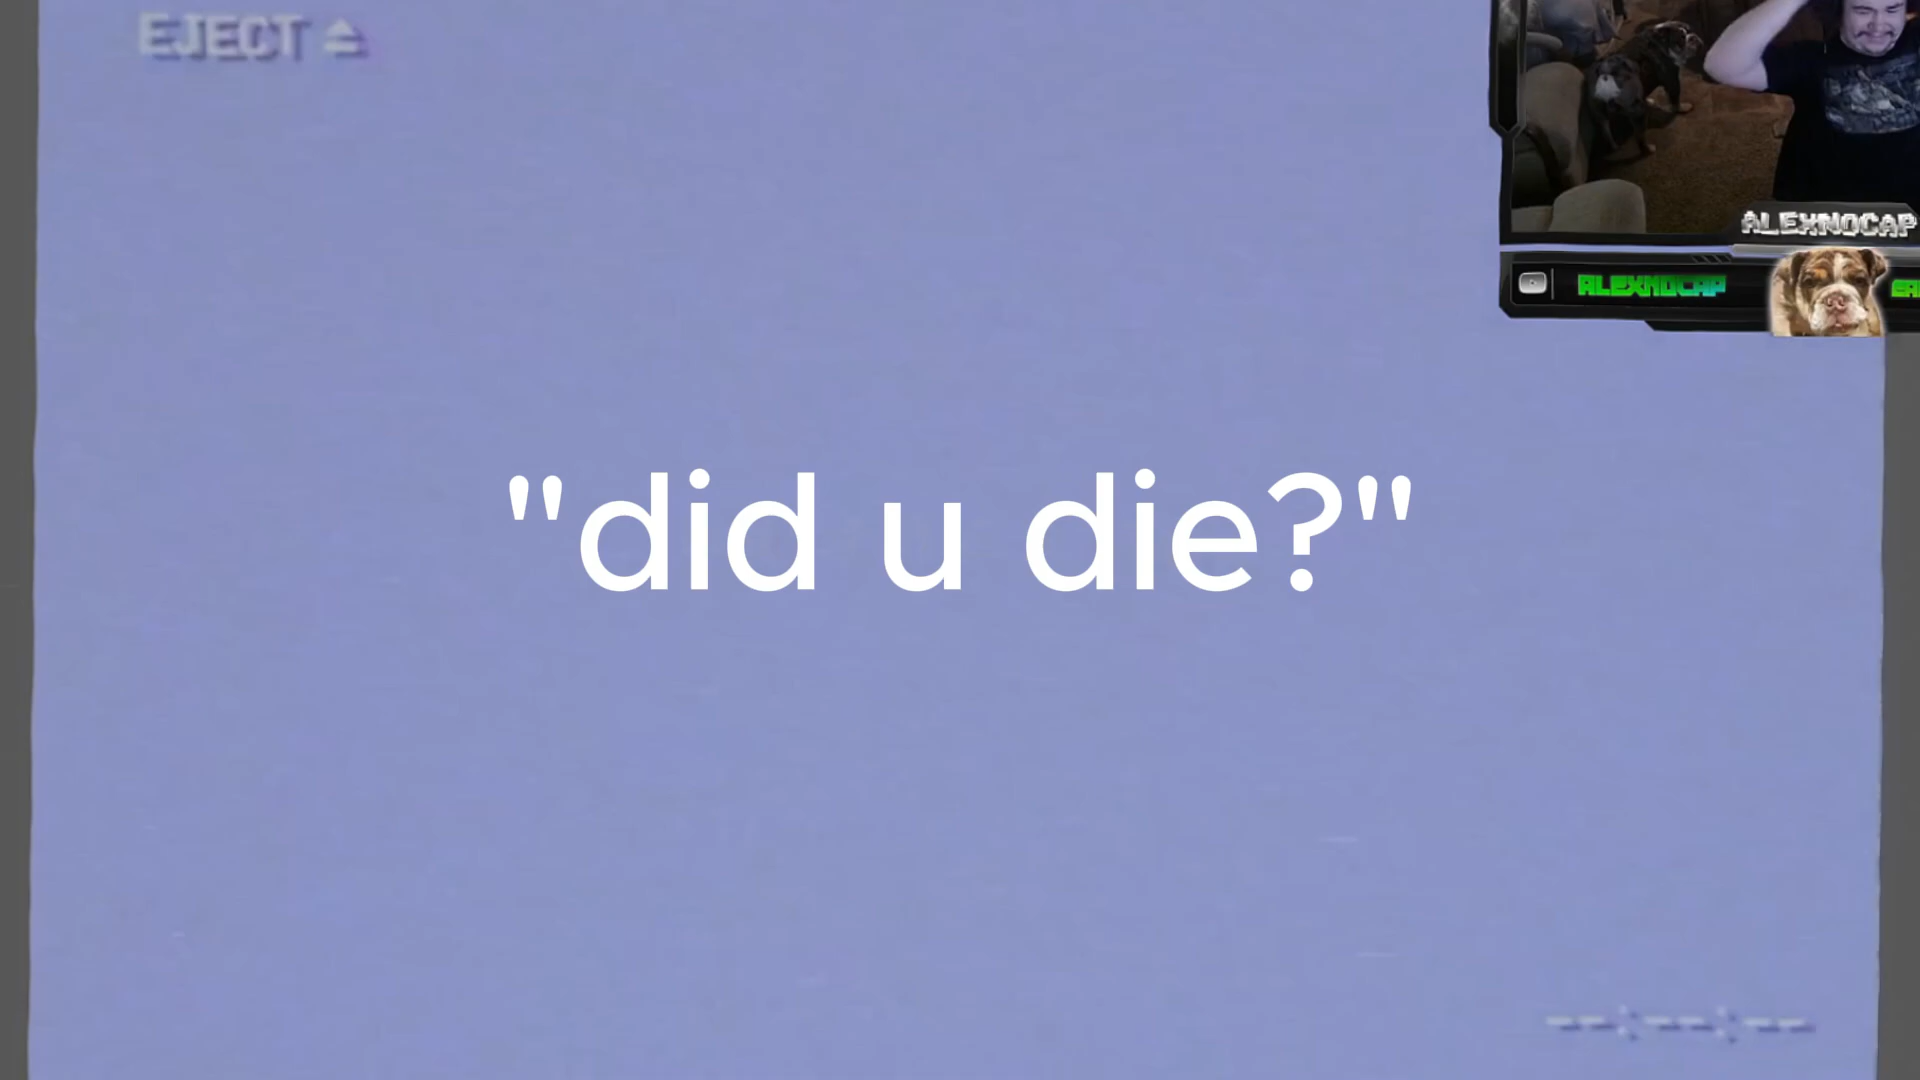 EJECT ⏏
ALEXNOCAP
ALEXNOCAP
"did u die?"
--:--:--